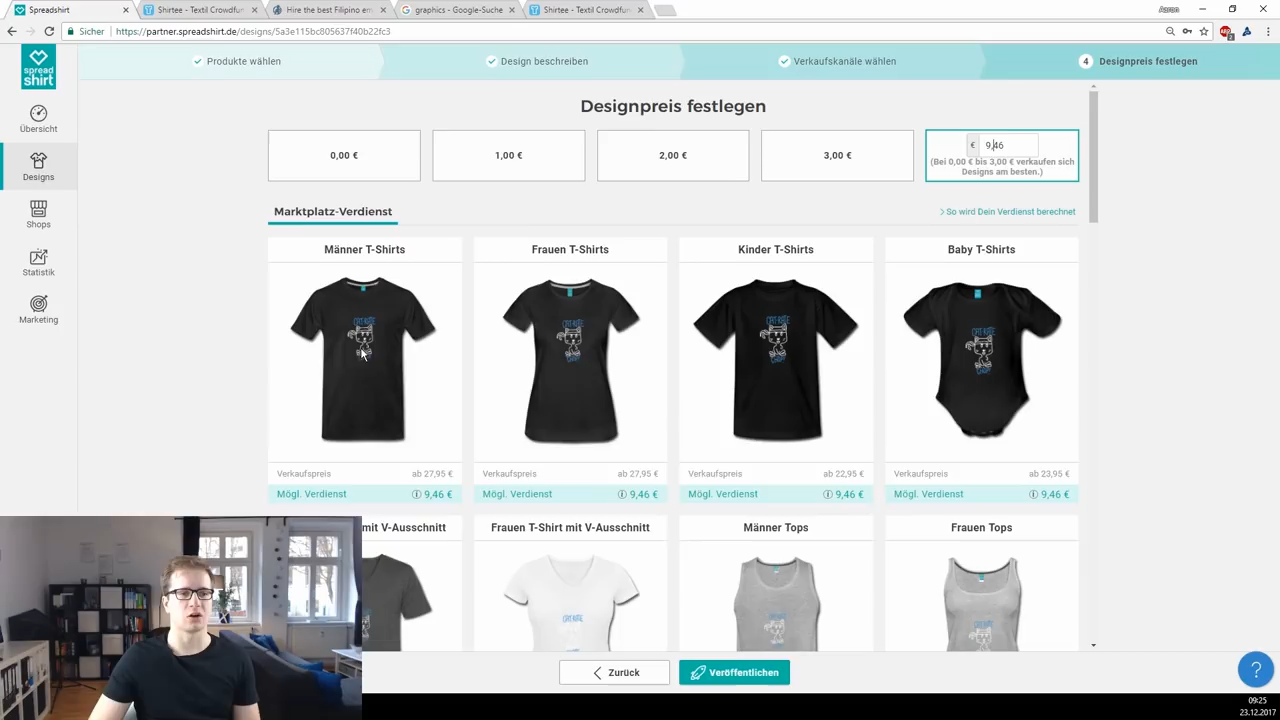 Spreadshirt
Shirtee - Textil Crowdfun
Hire the best Filipino em
graphics - Google-Suche
Shirtee - Textil Crowdfun
Aaron
Sicher
https://partner.spreadshirt.de/designs/5a3e115bc805637f40b22fc3
spread
shirt
Produkte wählen
Design beschreiben
Verkaufskanäle wählen
4 Designpreis festlegen
Übersicht
Designs
Shops
Statistik
Marketing
Designpreis festlegen
0,00 €
1,00 €
2,00 €
3,00 €
€ 9,46
(Bei 0,00 € bis 3,00 € verkaufen sich
Designs am besten.)
Marktplatz-Verdienst
> So wird Dein Verdienst berechnet
Männer T-Shirts
Frauen T-Shirts
Kinder T-Shirts
Baby T-Shirts
Verkaufspreis ab 27,95 €
Verkaufspreis ab 27,95 €
Verkaufspreis ab 22,95 €
Verkaufspreis ab 23,95 €
Mögl. Verdienst 9,46 €
Mögl. Verdienst 9,46 €
Mögl. Verdienst 9,46 €
Mögl. Verdienst 9,46 €
mit V-Ausschnitt
Frauen T-Shirt mit V-Ausschnitt
Männer Tops
Frauen Tops
Zurück
Veröffentlichen
?
09:25
23.12.2017